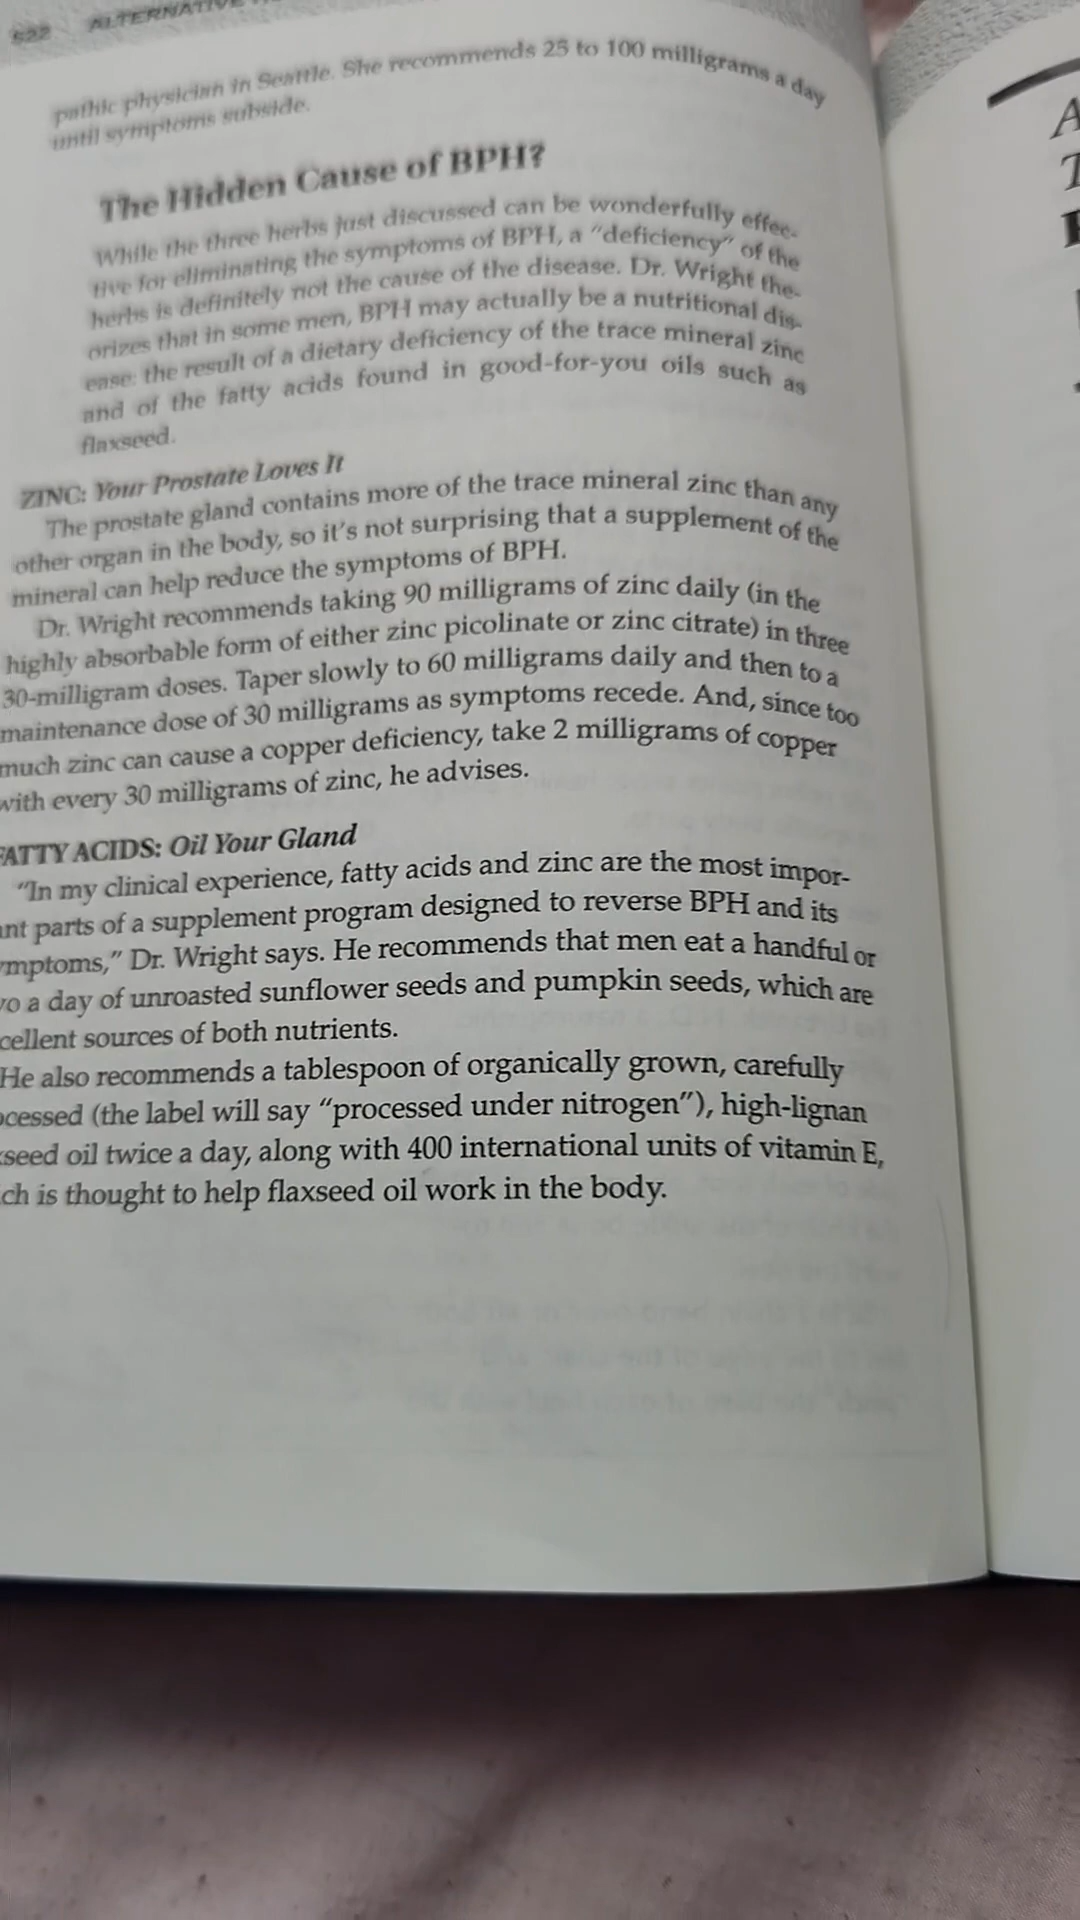 522 ALTERNATIVE
pathic physician in Seattle. She recommends 25 to 100 milligrams a day
until symptoms subside.
The Hidden Cause of BPH?
While the three herbs just discussed can be wonderfully effec-
tive for eliminating the symptoms of BPH, a “deficiency” of the
herbs is definitely not the cause of the disease. Dr. Wright the-
orizes that in some men, BPH may actually be a nutritional dis-
ease: the result of a dietary deficiency of the trace mineral zinc
and of the fatty acids found in good-for-you oils such as
flaxseed.
ZINC: Your Prostate Loves It
The prostate gland contains more of the trace mineral zinc than any
other organ in the body, so it’s not surprising that a supplement of the
mineral can help reduce the symptoms of BPH.
Dr. Wright recommends taking 90 milligrams of zinc daily (in the
highly absorbable form of either zinc picolinate or zinc citrate) in three
30-milligram doses. Taper slowly to 60 milligrams daily and then to a
maintenance dose of 30 milligrams as symptoms recede. And, since too
much zinc can cause a copper deficiency, take 2 milligrams of copper
with every 30 milligrams of zinc, he advises.
FATTY ACIDS: Oil Your Gland
“In my clinical experience, fatty acids and zinc are the most impor-
ant parts of a supplement program designed to reverse BPH and its
mptoms,” Dr. Wright says. He recommends that men eat a handful or
wo a day of unroasted sunflower seeds and pumpkin seeds, which are
cellent sources of both nutrients.
He also recommends a tablespoon of organically grown, carefully
ocessed (the label will say “processed under nitrogen”), high-lignan
seed oil twice a day, along with 400 international units of vitamin E,
ch is thought to help flaxseed oil work in the body.